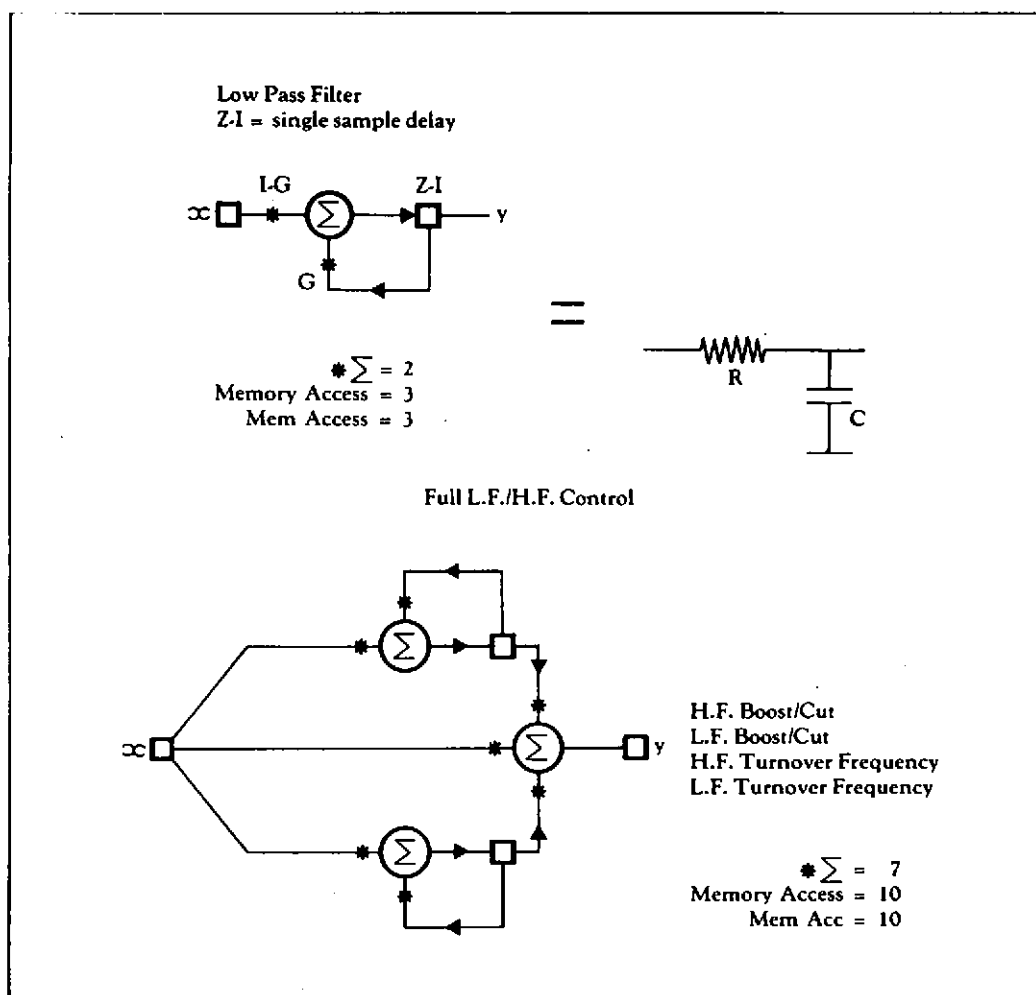 Low Pass Filter
Z-I = single sample delay
I-G
Z-I
x
Σ
y
G
=
R
C
* Σ = 2
Memory Access = 3
Mem Access = 3
Full L.F./H.F. Control
Σ
x
Σ
y
Σ
H.F. Boost/Cut
L.F. Boost/Cut
H.F. Turnover Frequency
L.F. Turnover Frequency
* Σ = 7
Memory Access = 10
Mem Acc = 10